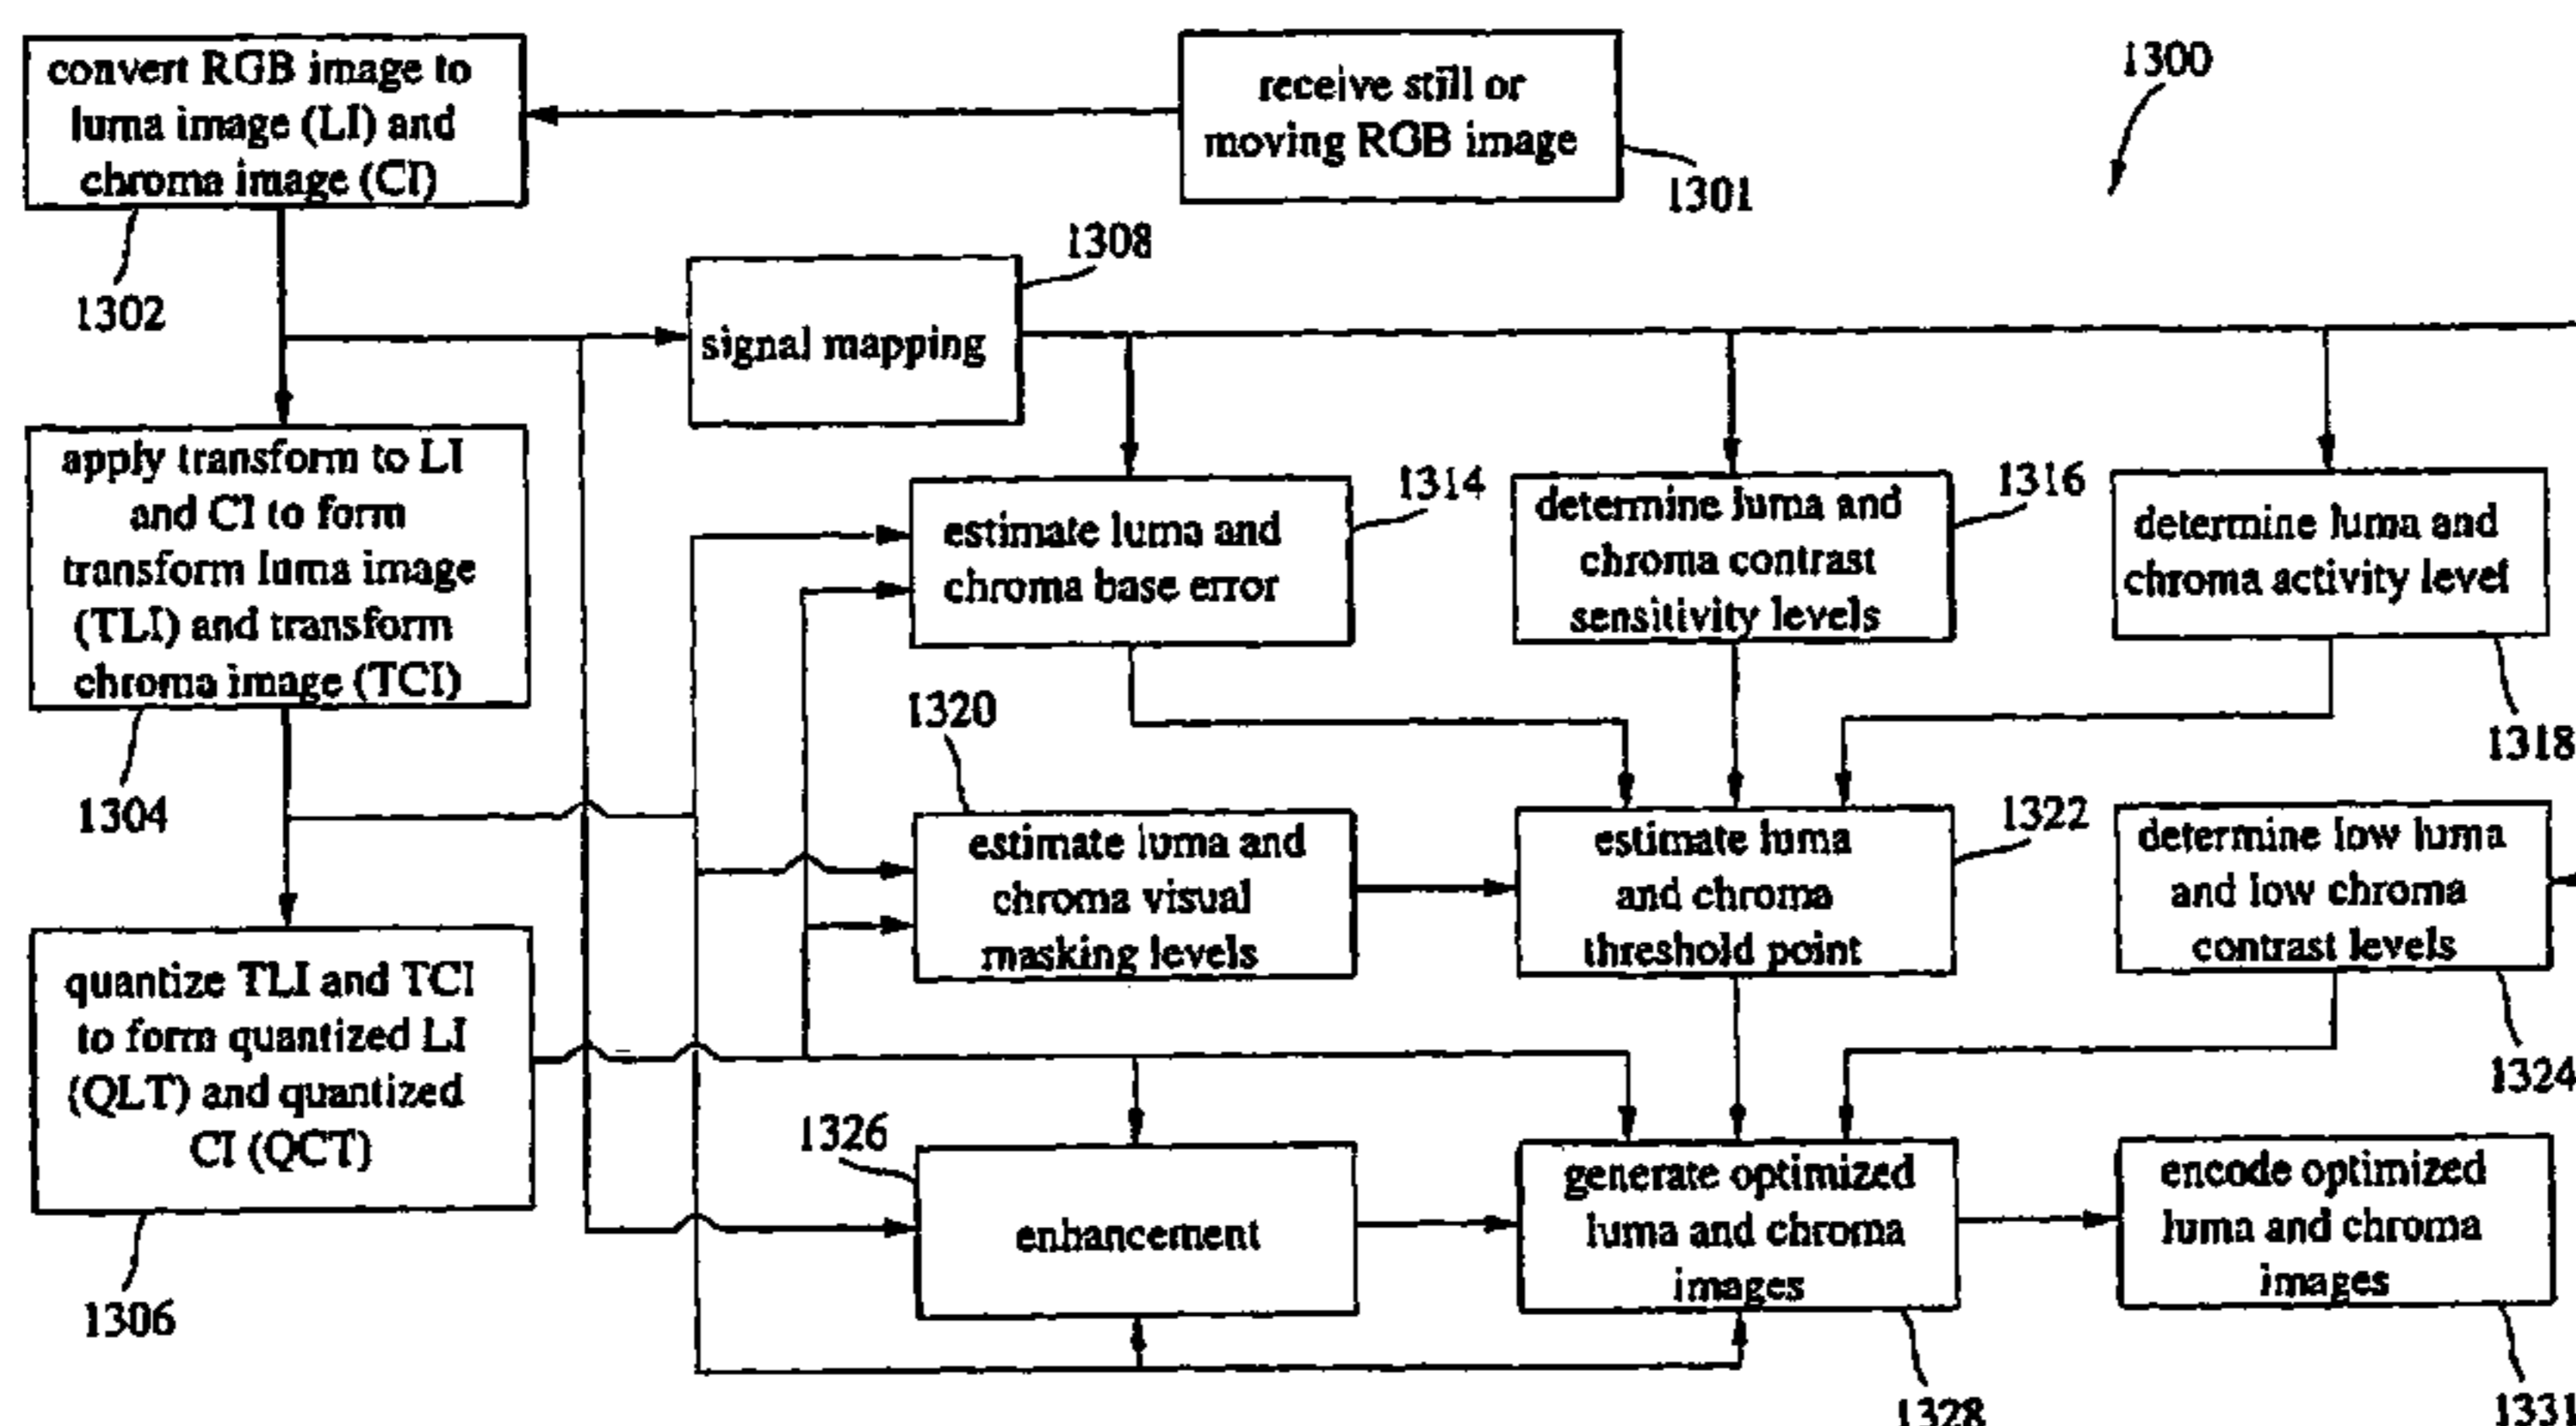 convert RGB image to
luma image (LI) and
chroma image (CI)
1302
receive still or
moving RGB image
1301
1300
1308
signal mapping
apply transform to LI
and CI to form
transform luma image
(TLI) and transform
chroma image (TCI)
1304
estimate luma and
chroma base error
1314
determine luma and
chroma contrast
sensitivity levels
1316
determine luma and
chroma activity level
1318
1320
estimate luma and
chroma visual
masking levels
estimate luma
and chroma
threshold point
1322
determine low luma
and low chroma
contrast levels
1324
quantize TLI and TCI
to form quantized LI
(QLT) and quantized
CI (QCT)
1306
1326
enhancement
generate optimized
luma and chroma
images
1328
encode optimized
luma and chroma
images
1331